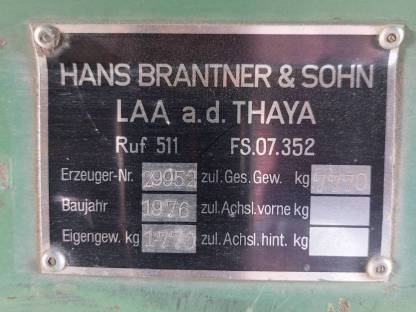 HANS BRANTNER & SOHN
LAA a.d. THAYA
Ruf 511 FS.07.352
Erzeuger-Nr. 29952 zul. Ges. Gew. kg
Baujahr 1976 zul. Achsl. vorne kg
Eigengew. kg zul. Achsl. hint. kg